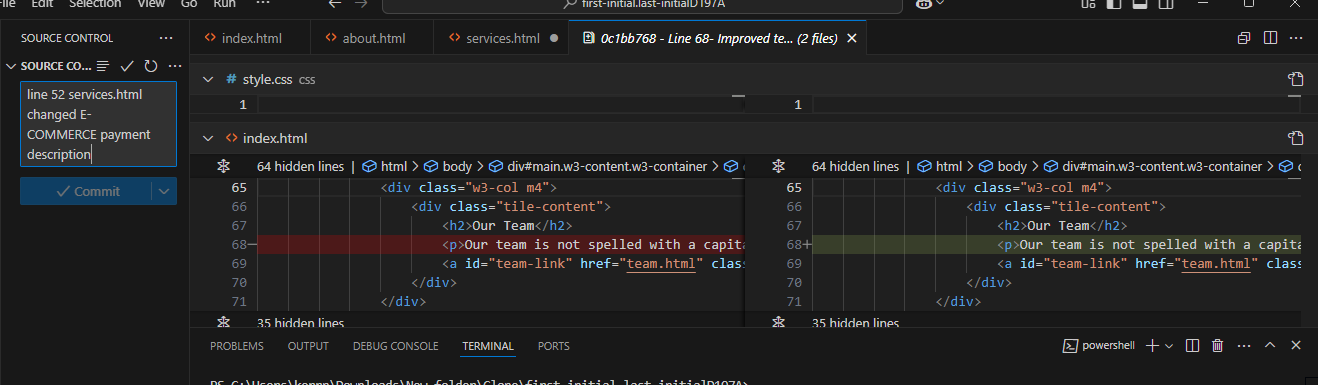 File Edit Selection View Go Run
first-initial.last-initialD197A
SOURCE CONTROL
SOURCE CO...
line 52 services.html
changed E-
COMMERCE payment
description
Commit
index.html
about.html
services.html
0c1bb768 - Line 68- Improved te... (2 files)
style.css css
1
1
index.html
64 hidden lines | html > body > div#main.w3-content.w3-container >
64 hidden lines | html > body > div#main.w3-content.w3-container >
65 <div class="w3-col m4">
66 <div class="tile-content">
67 <h2>Our Team</h2>
68− <p>Our team is not spelled with a capita
69 <a id="team-link" href="team.html" clas
70 </div>
71 </div>
65 <div class="w3-col m4">
66 <div class="tile-content">
67 <h2>Our Team</h2>
68+ <p>Our team is not spelled with a capita
69 <a id="team-link" href="team.html" class
70 </div>
71 </div>
35 hidden lines
35 hidden lines
PROBLEMS OUTPUT DEBUG CONSOLE TERMINAL PORTS
powershell